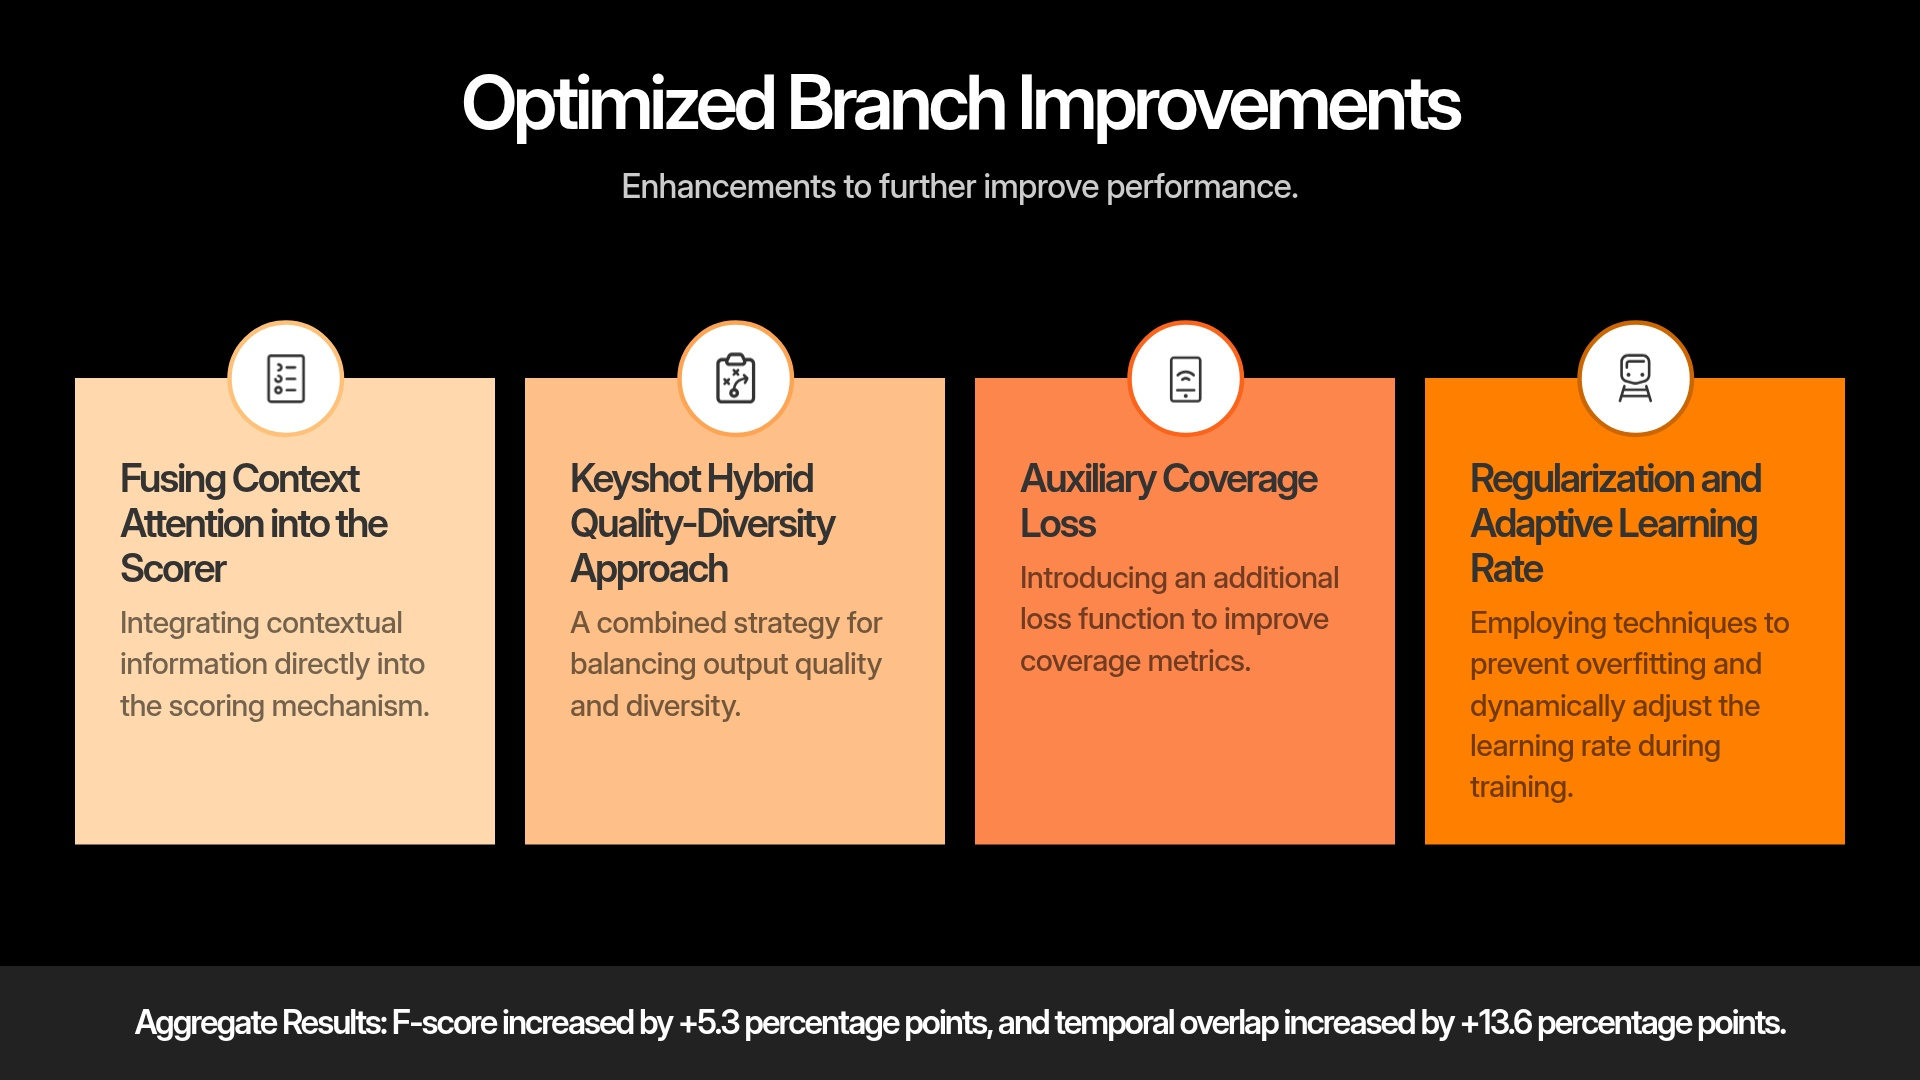 Optimized Branch Improvements
Enhancements to further improve performance.
Fusing Context
Attention into the
Scorer
Integrating contextual
information directly into
the scoring mechanism.
Keyshot Hybrid
Quality-Diversity
Approach
A combined strategy for
balancing output quality
and diversity.
Auxiliary Coverage
Loss
Introducing an additional
loss function to improve
coverage metrics.
Regularization and
Adaptive Learning
Rate
Employing techniques to
prevent overfitting and
dynamically adjust the
learning rate during
training.
Aggregate Results: F-score increased by +5.3 percentage points, and temporal overlap increased by +13.6 percentage points.